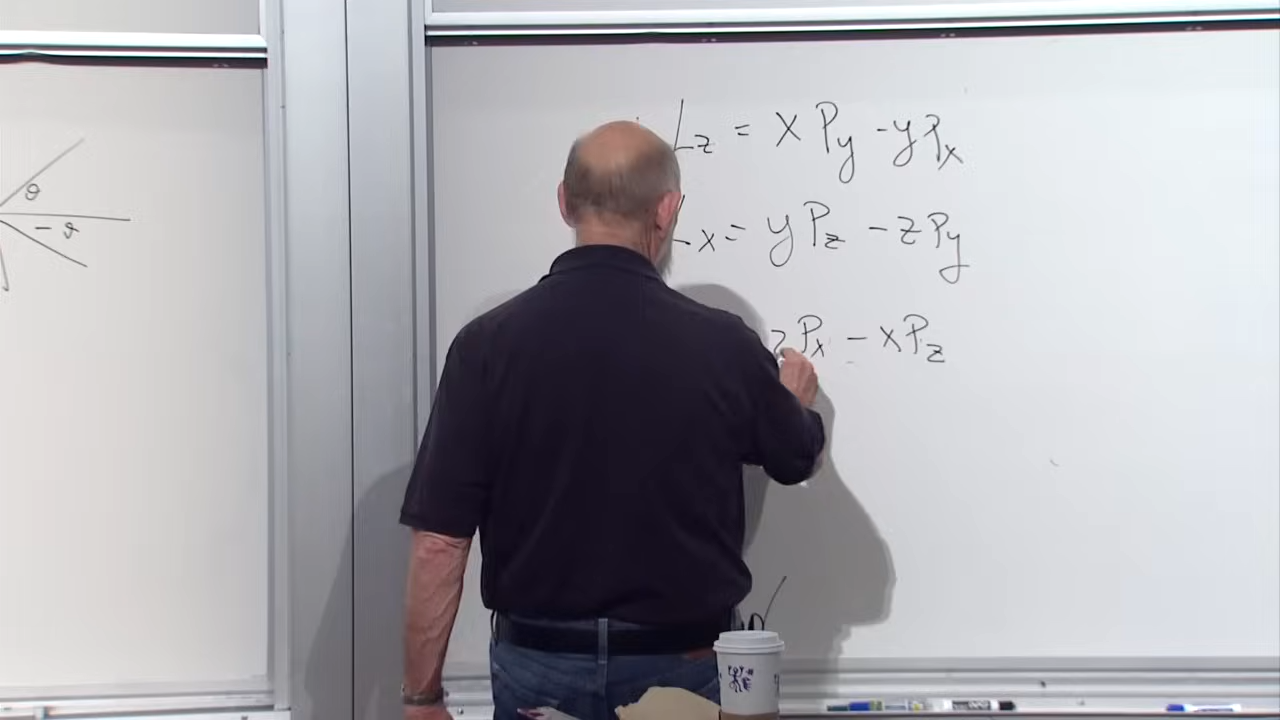 θ
- θ
Lz = x Py - y Px
x = y Pz - z Py
z Px - x Pz